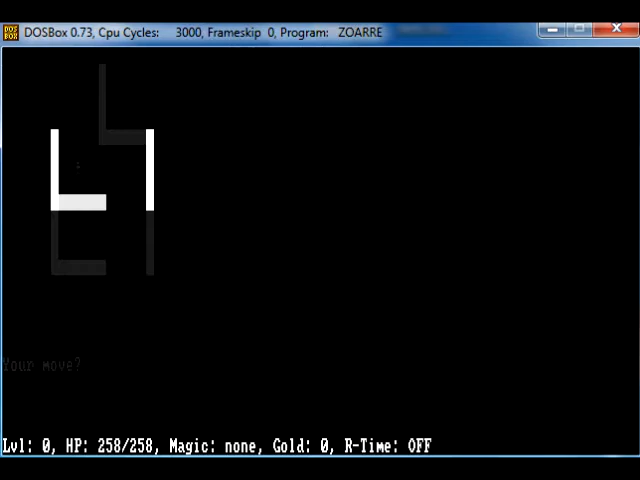 DOSBox 0.73, Cpu Cycles: 3000, Frameskip 0, Program: ZOARRE
Your move?
Lvl: 0, HP: 258/258, Magic: none, Gold: 0, R-Time: OFF